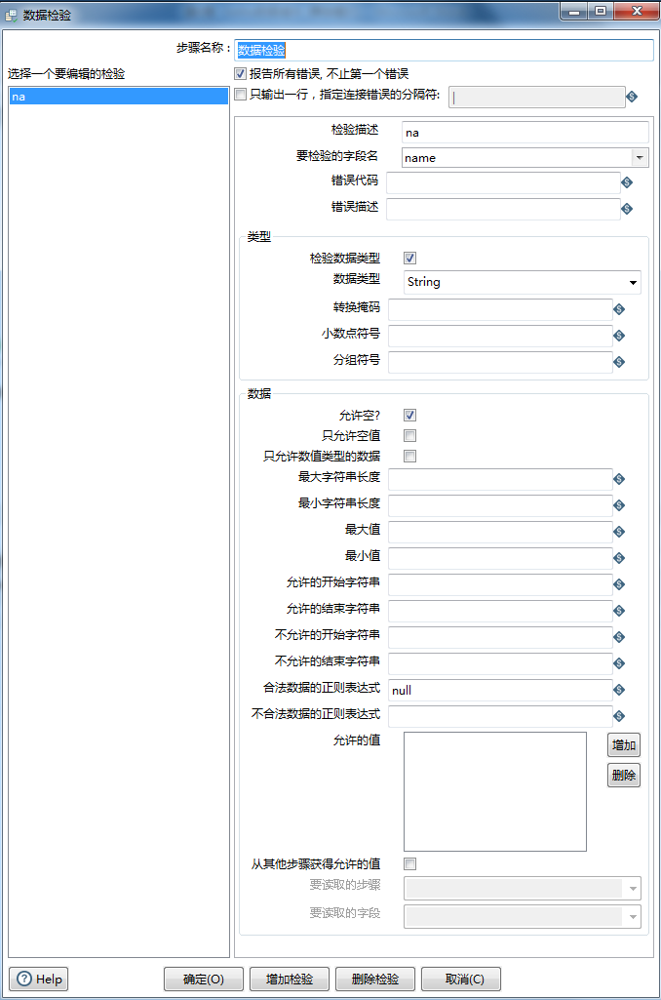 数据检验
步骤名称：数据检验
选择一个要编辑的检验
报告所有错误, 不止第一个错误
na
只输出一行，指定连接错误的分隔符:
检验描述 na
要检验的字段名 name
错误代码
错误描述
类型
检验数据类型
数据类型 String
转换掩码
小数点符号
分组符号
数据
允许空?
只允许空值
只允许数值类型的数据
最大字符串长度
最小字符串长度
最大值
最小值
允许的开始字符串
允许的结束字符串
不允许的开始字符串
不允许的结束字符串
合法数据的正则表达式 null
不合法数据的正则表达式
允许的值
增加
删除
从其他步骤获得允许的值
要读取的步骤
要读取的字段
Help 确定(O) 增加检验 删除检验 取消(C)